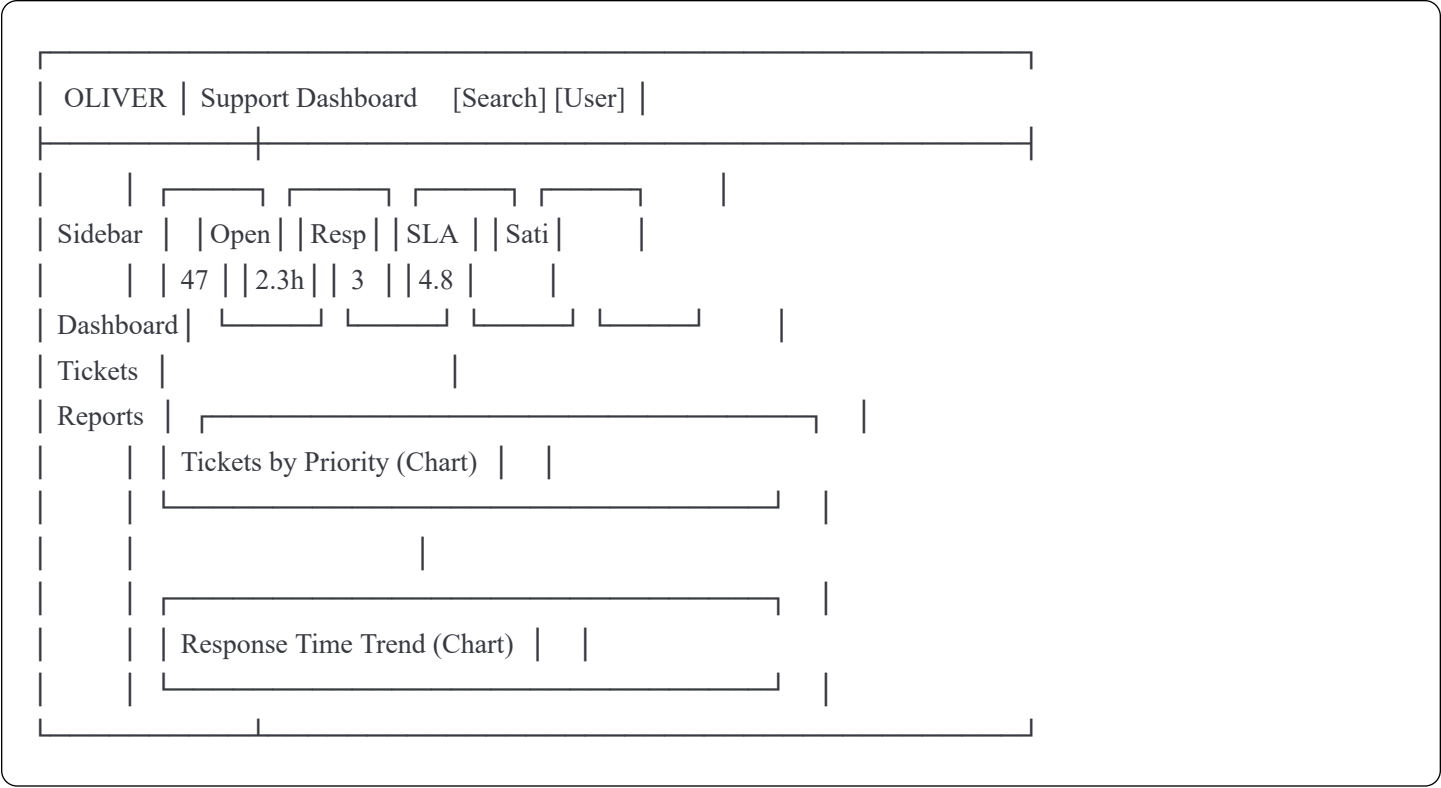 OLIVER │ Support Dashboard [Search] [User]
Sidebar │ │Open│ │Resp│ │SLA │ │Sati│
47 │ │2.3h│ │ 3 │ │4.8 │
Dashboard
Tickets
Reports
Tickets by Priority (Chart)
Response Time Trend (Chart)